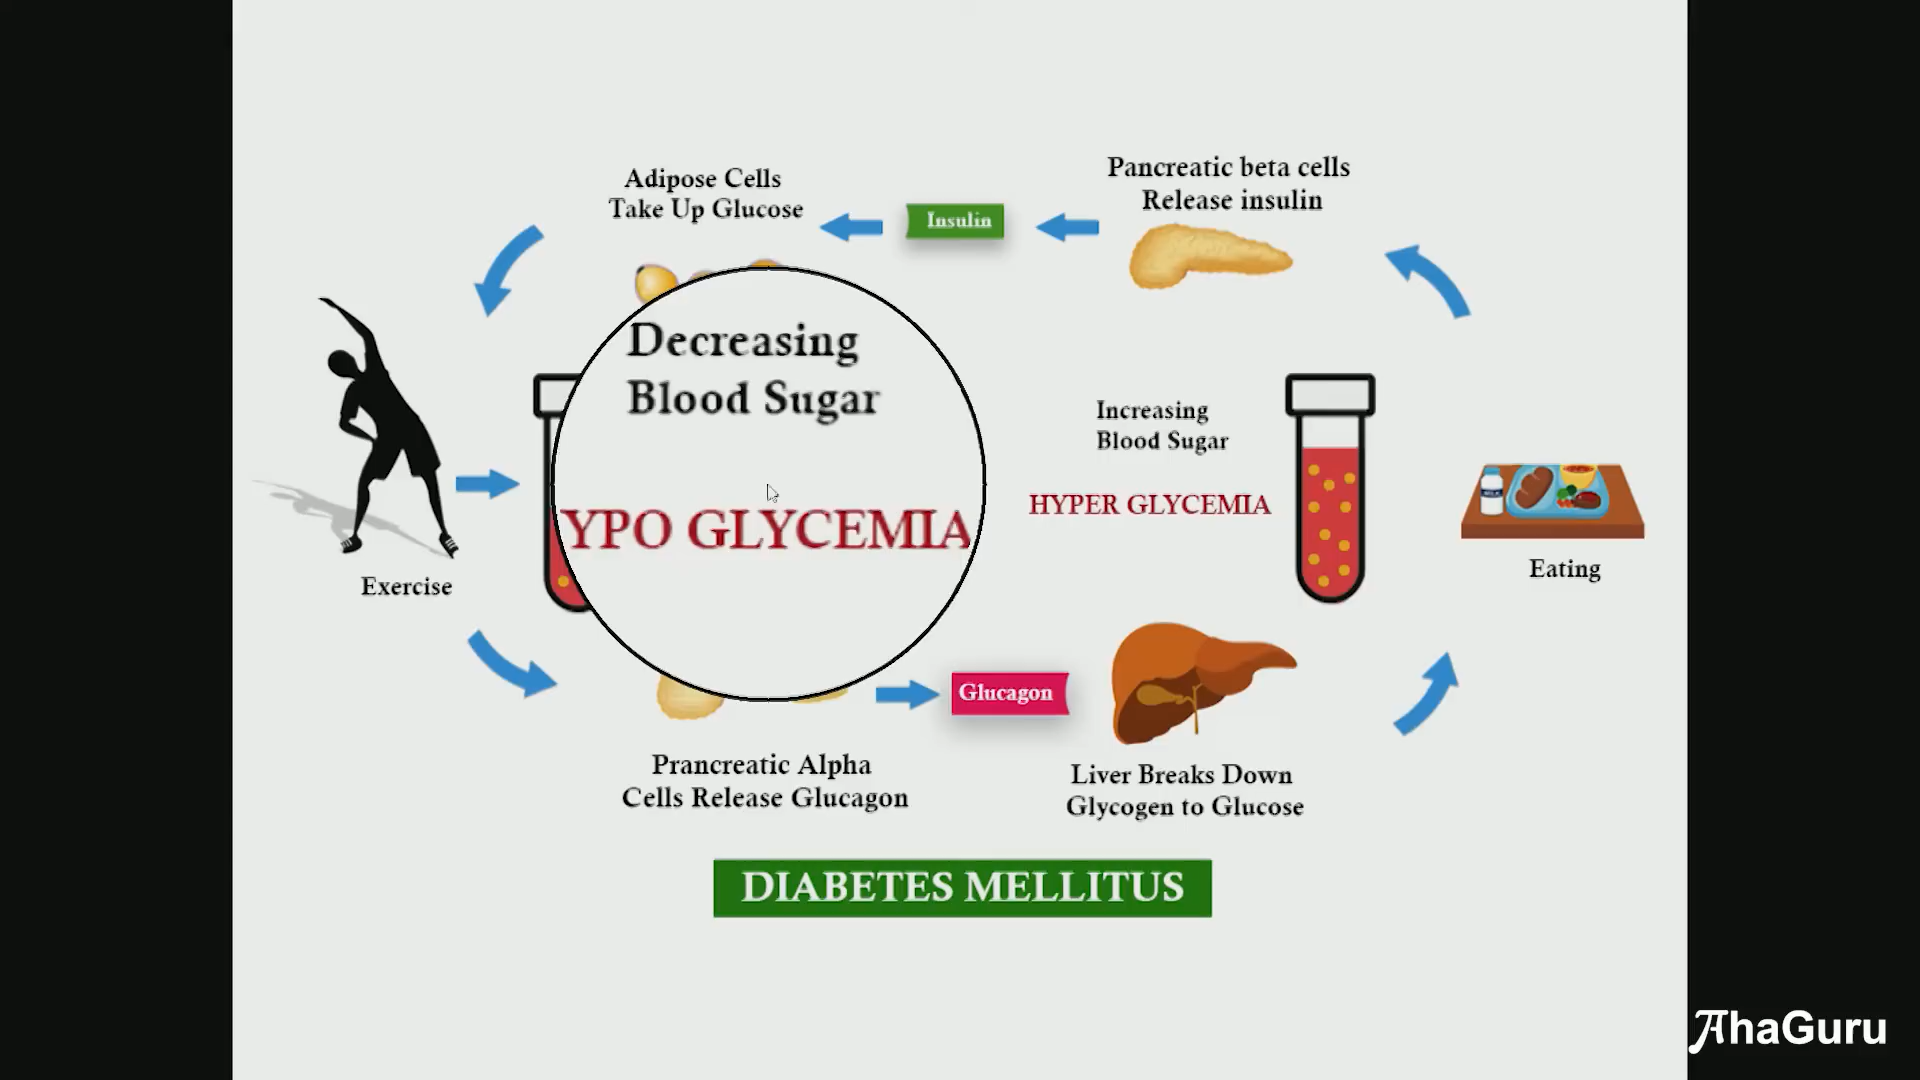 Adipose Cells
Take Up Glucose
Insulin
Pancreatic beta cells
Release insulin
Decreasing
Blood Sugar
YPO GLYCEMIA
Increasing
Blood Sugar
HYPER GLYCEMIA
Exercise
Eating
Glucagon
Prancreatic Alpha
Cells Release Glucagon
Liver Breaks Down
Glycogen to Glucose
DIABETES MELLITUS
AhaGuru